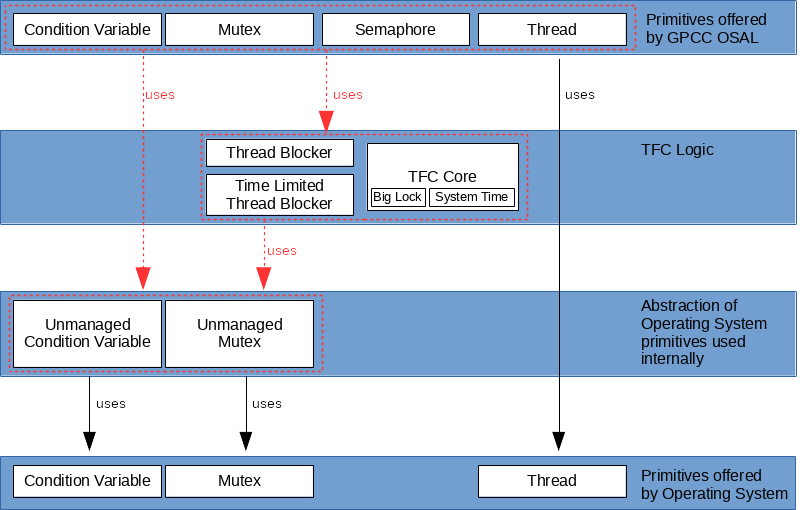 Condition Variable
Mutex
Semaphore
Thread
Primitives offered
by GPCC OSAL
uses
uses
uses
Thread Blocker
Time Limited
Thread Blocker
TFC Core
Big Lock
System Time
TFC Logic
uses
Unmanaged
Condition Variable
Unmanaged
Mutex
Abstraction of
Operating System
primitives used
internally
uses
uses
Condition Variable
Mutex
Thread
Primitives offered
by Operating System